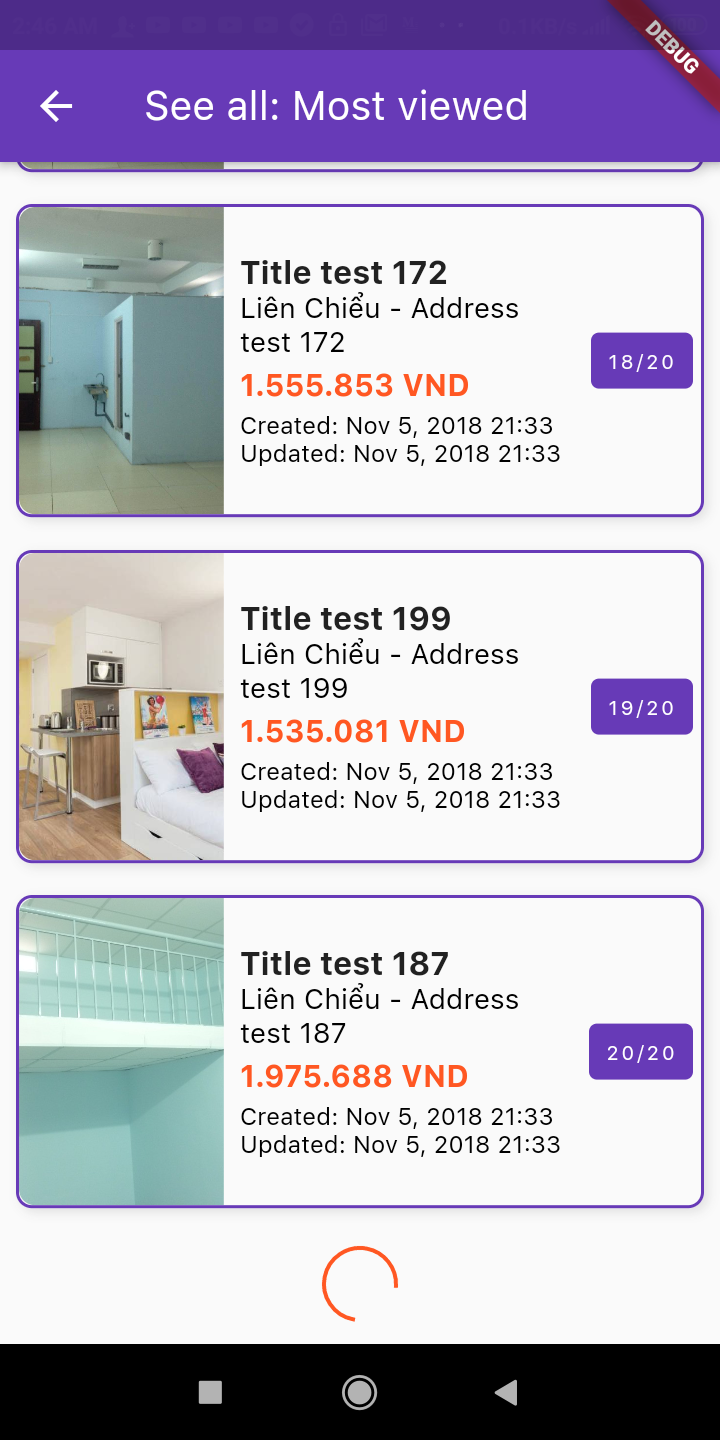 2:45 AM
DEBUG
See all: Most viewed
Title test 172
Liên Chiểu - Address
test 172
1.555.853 VND
Created: Nov 5, 2018 21:33
Updated: Nov 5, 2018 21:33
18/20
Title test 199
Liên Chiểu - Address
test 199
1.535.081 VND
Created: Nov 5, 2018 21:33
Updated: Nov 5, 2018 21:33
19/20
Title test 187
Liên Chiểu - Address
test 187
1.975.688 VND
Created: Nov 5, 2018 21:33
Updated: Nov 5, 2018 21:33
20/20